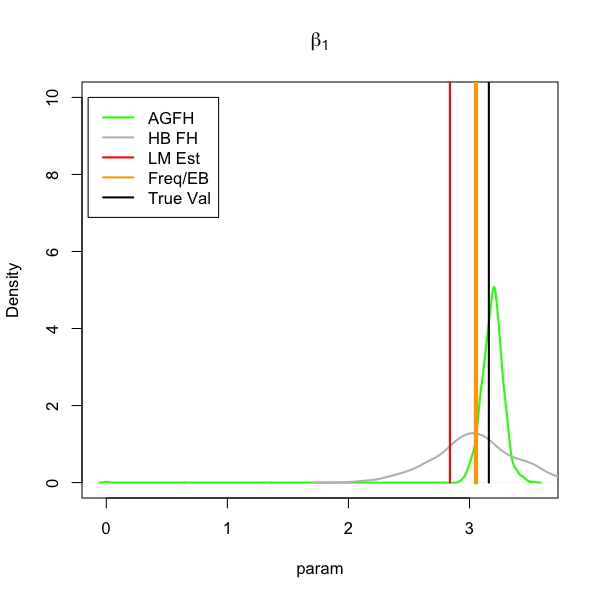 β1
Density
10
8
6
4
2
0
AGFH
HB FH
LM Est
Freq/EB
True Val
0 1 2 3
param